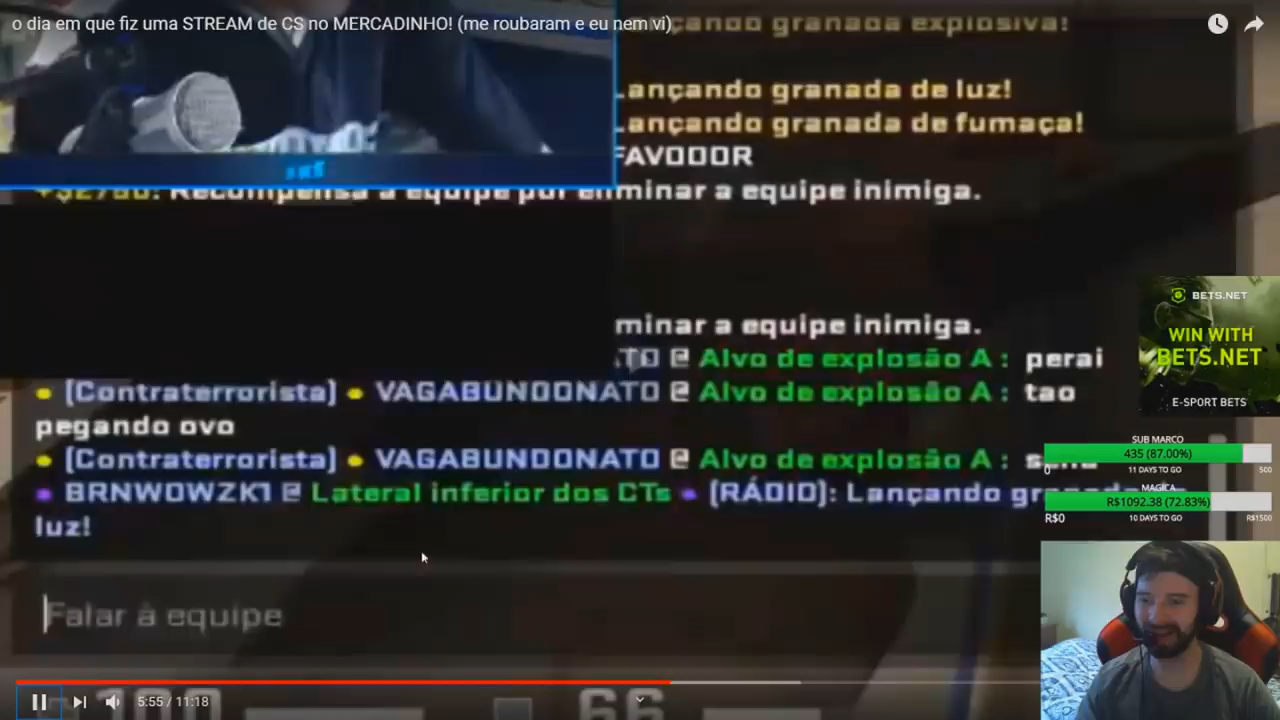 o dia em que fiz uma STREAM de CS no MERCADINHO! (me roubaram e eu nem vi)
çando granada explosiva!
Lançando granada de luz!
Lançando granada de fumaça!
FAVODOR
Recompensa à equipe por eliminar a equipe inimiga.
minar a equipe inimiga.
ATO @ Alvo de explosão A : perai
• [Contraterrorista] • VAGABUNDONATO @ Alvo de explosão A : tao
pegando ovo
• [Contraterrorista] • VAGABUNDONATO @ Alvo de explosão A :
• BRNWOWZK1 @ Lateral inferior dos CTs • [RÁDIO]: Lançando
luz!
Falar à equipe
100
66
5:55 / 11:18
BETS.NET
WIN WITH
BETS.NET
E-SPORT BETS
SUB MARCO
435 (87.00%)
0 11 DAYS TO GO 500
MAGICA
R$1092.38 (72.83%)
R$0 10 DAYS TO GO R$1500